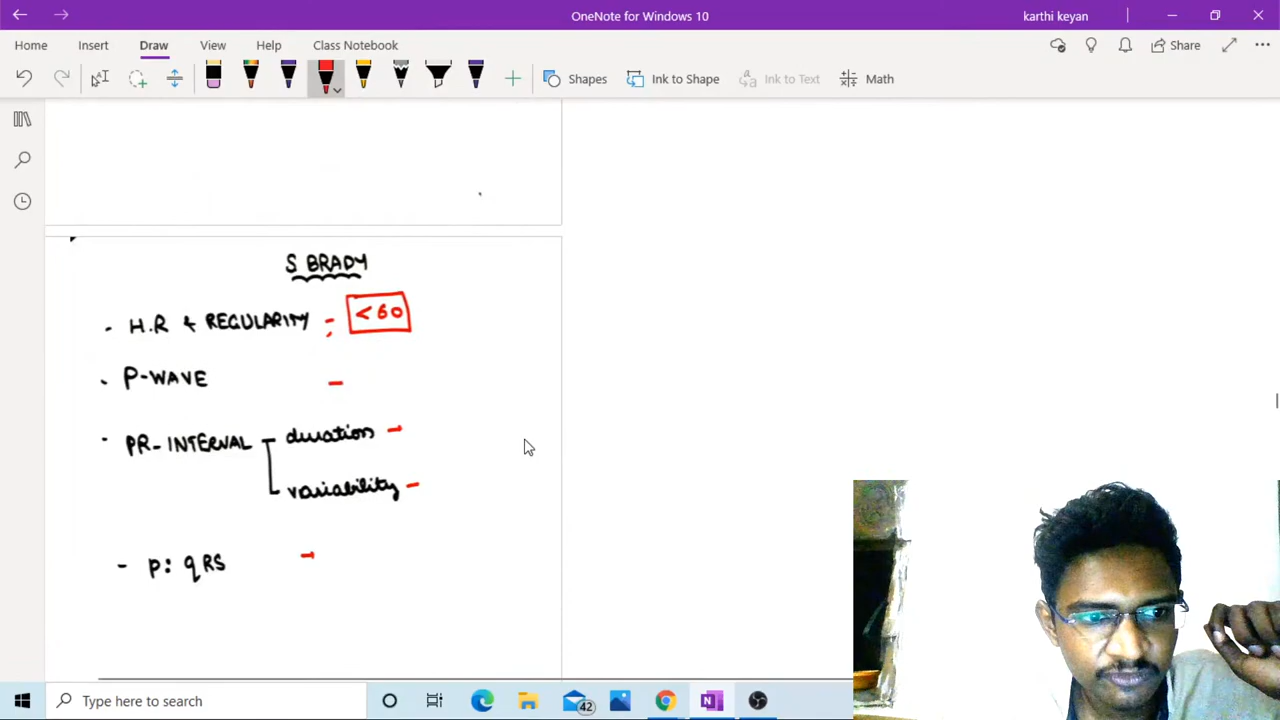 OneNote for Windows 10
karthi keyan
Home Insert Draw View Help Class Notebook
Share
Shapes Ink to Shape Ink to Text Math
S BRADY
- H.R & REGULARITY - <60
- P-WAVE -
- PR-INTERVAL - duration -
- variability -
- p: qRS -
Type here to search
42